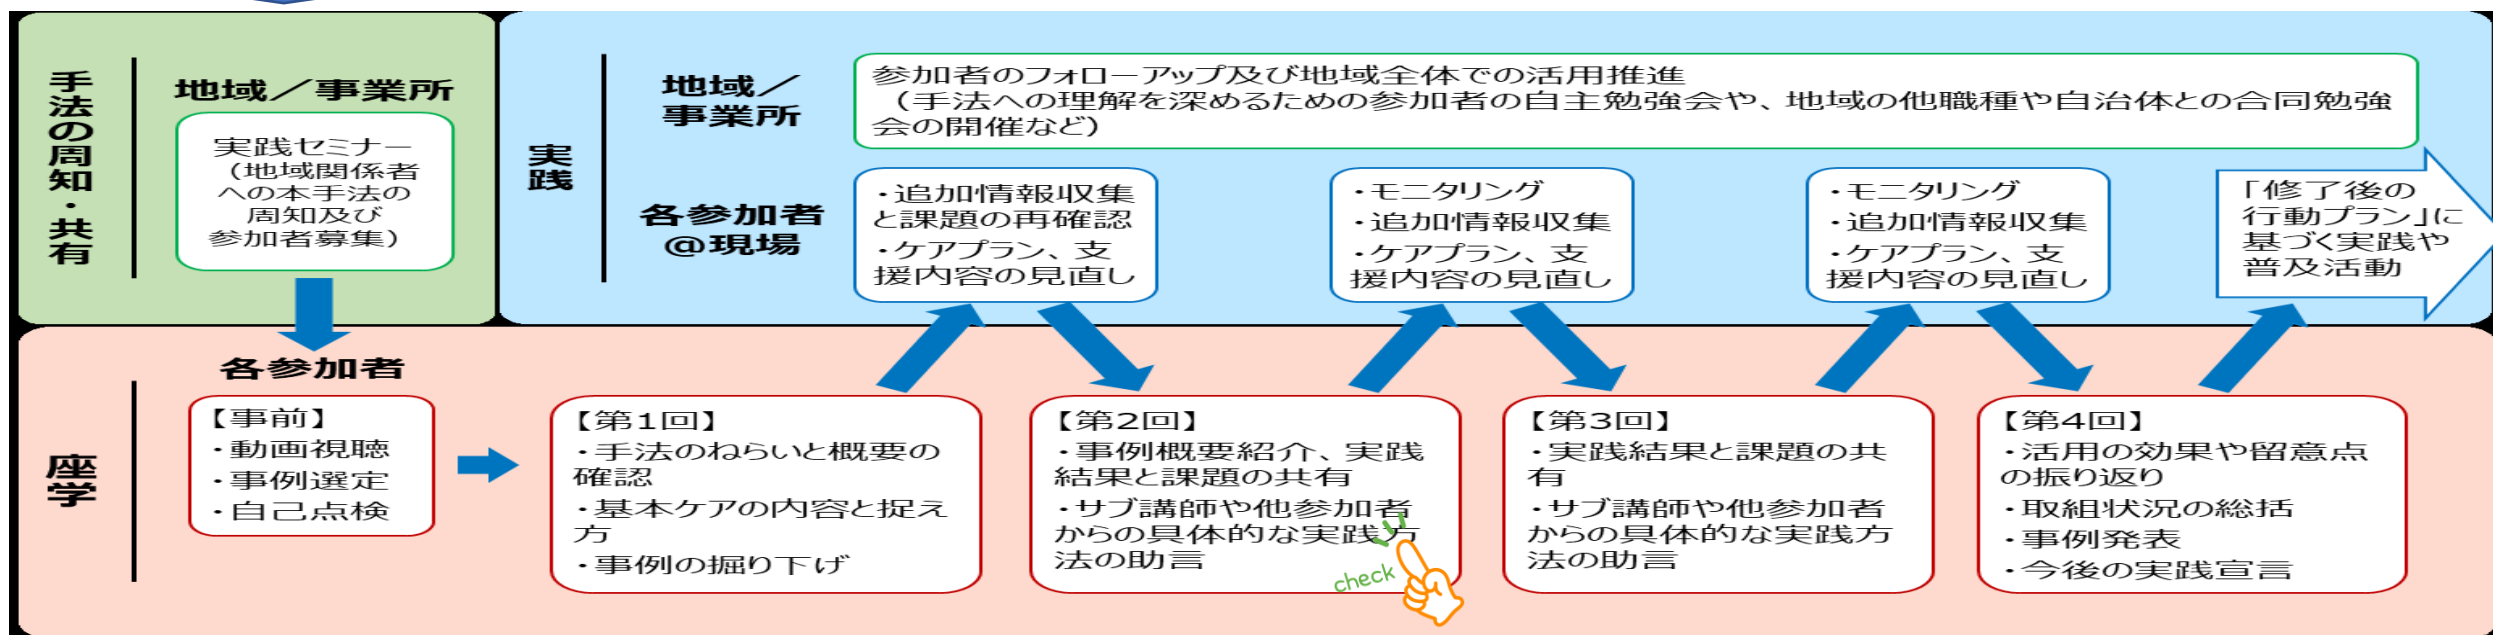 手法の周知・共有
地域／事業所
実践セミナー
（地域関係者
への本手法の
周知及び
参加者募集）
実践
地域／
事業所
参加者のフォローアップ及び地域全体での活用推進
（手法への理解を深めるための参加者の自主勉強会や、地域の他職種や自治体との合同勉強
会の開催など）
各参加者
@現場
・追加情報収集
と課題の再確認
・ケアプラン、支
援内容の見直し
・モニタリング
・追加情報収集
・ケアプラン、支
援内容の見直し
・モニタリング
・追加情報収集
・ケアプラン、支
援内容の見直し
「修了後の
行動プラン」に
基づく実践や
普及活動
座学
各参加者
【事前】
・動画視聴
・事例選定
・自己点検
【第1回】
・手法のねらいと概要の
確認
・基本ケアの内容と捉え
方
・事例の掘り下げ
【第2回】
・事例概要紹介、実践
結果と課題の共有
・サブ講師や他参加者
からの具体的な実践方
法の助言
check
【第3回】
・実践結果と課題の共
有
・サブ講師や他参加者
からの具体的な実践方
法の助言
【第4回】
・活用の効果や留意点
の振り返り
・取組状況の総括
・事例発表
・今後の実践宣言